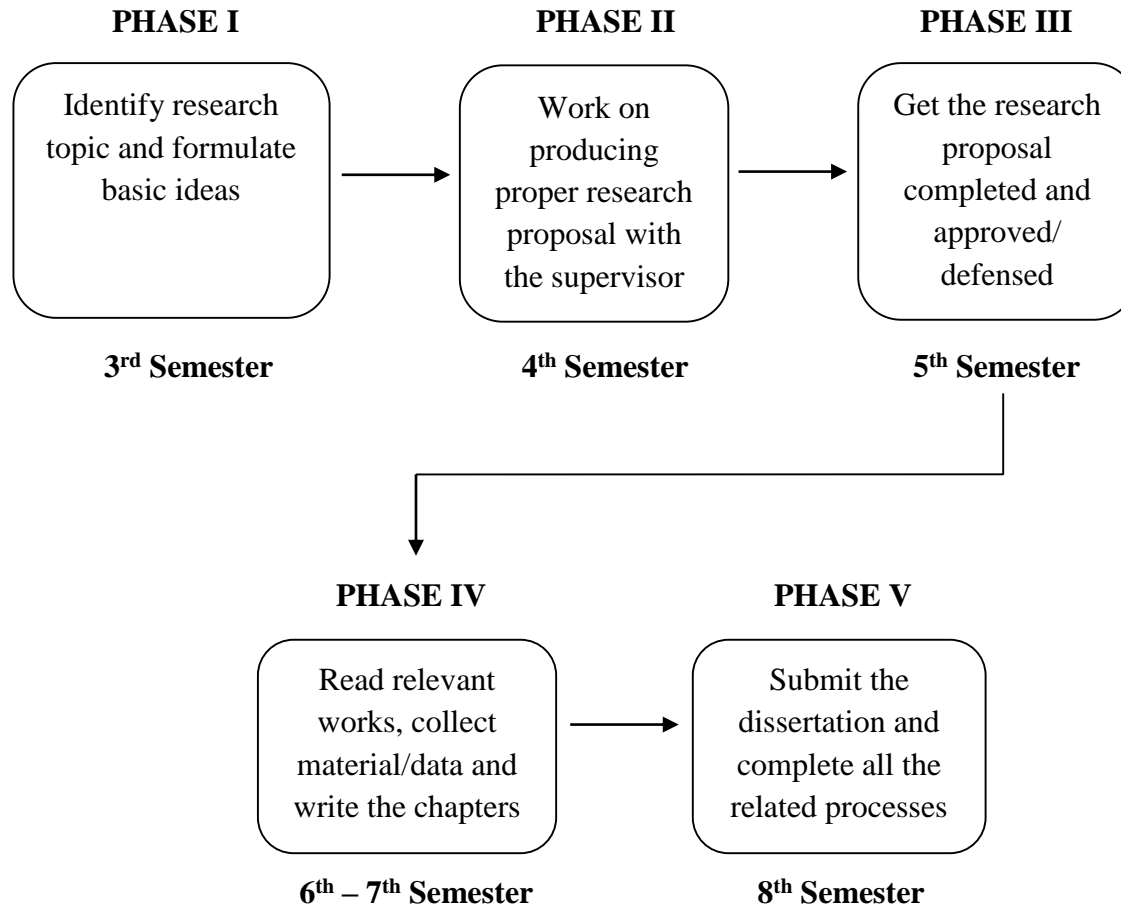 PHASE I
Identify research
topic and formulate
basic ideas
3rd Semester
PHASE II
Work on
producing
proper research
proposal with
the supervisor
4th Semester
PHASE III
Get the research
proposal
completed and
approved/
defensed
5th Semester
PHASE IV
Read relevant
works, collect
material/data and
write the chapters
6th – 7th Semester
PHASE V
Submit the
dissertation and
complete all the
related processes
8th Semester